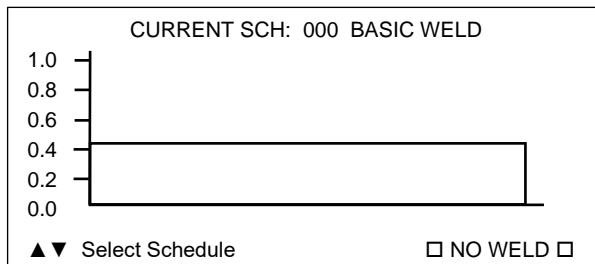 CURRENT SCH: 000 BASIC WELD
1.0
0.8
0.6
0.4
0.2
0.0
▲▼ Select Schedule
□ NO WELD □